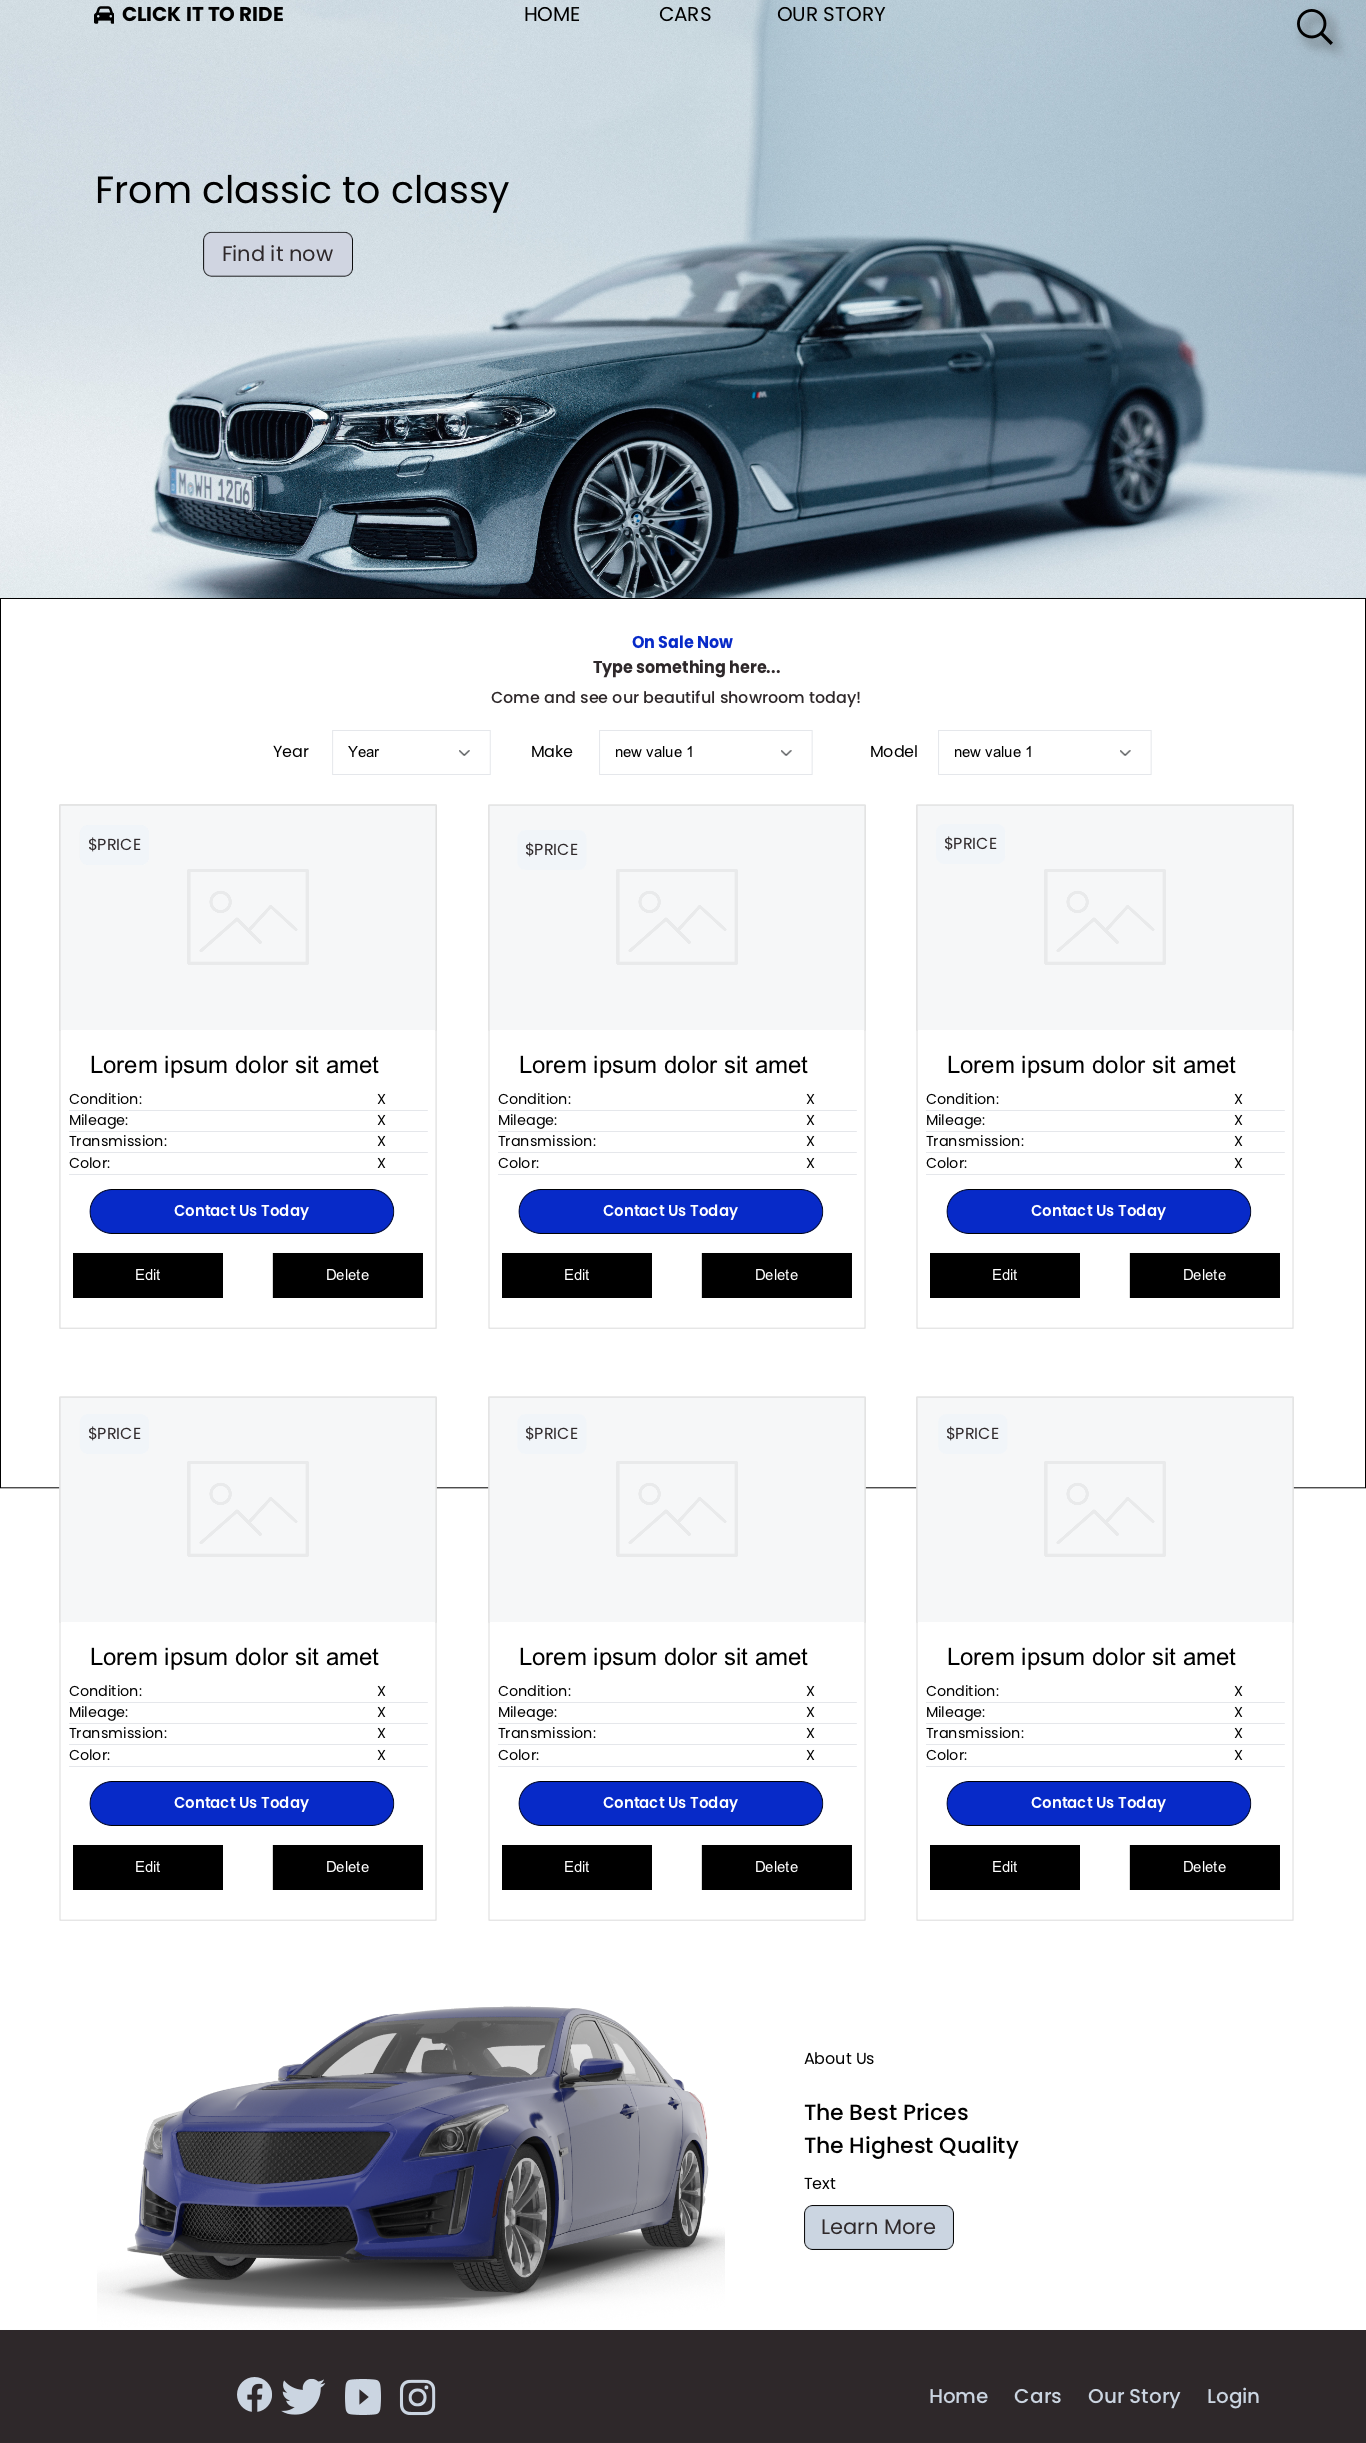 CLICK IT TO RIDE HOME CARS OUR STORY
From classic to classy
Find it now
M WH 1206
On Sale Now
Type something here...
Come and see our beautiful showroom today!
Year Year Make new value 1 Model new value 1
$PRICE $PRICE $PRICE
Lorem ipsum dolor sit amet Lorem ipsum dolor sit amet Lorem ipsum dolor sit amet
Condition: X Condition: X Condition: X
Mileage: X Mileage: X Mileage: X
Transmission: X Transmission: X Transmission: X
Color: X Color: X Color: X
Contact Us Today Contact Us Today Contact Us Today
Edit Delete Edit Delete Edit Delete
$PRICE $PRICE $PRICE
Lorem ipsum dolor sit amet Lorem ipsum dolor sit amet Lorem ipsum dolor sit amet
Condition: X Condition: X Condition: X
Mileage: X Mileage: X Mileage: X
Transmission: X Transmission: X Transmission: X
Color: X Color: X Color: X
Contact Us Today Contact Us Today Contact Us Today
Edit Delete Edit Delete Edit Delete
About Us
The Best Prices
The Highest Quality
Text
Learn More
Home Cars Our Story Login